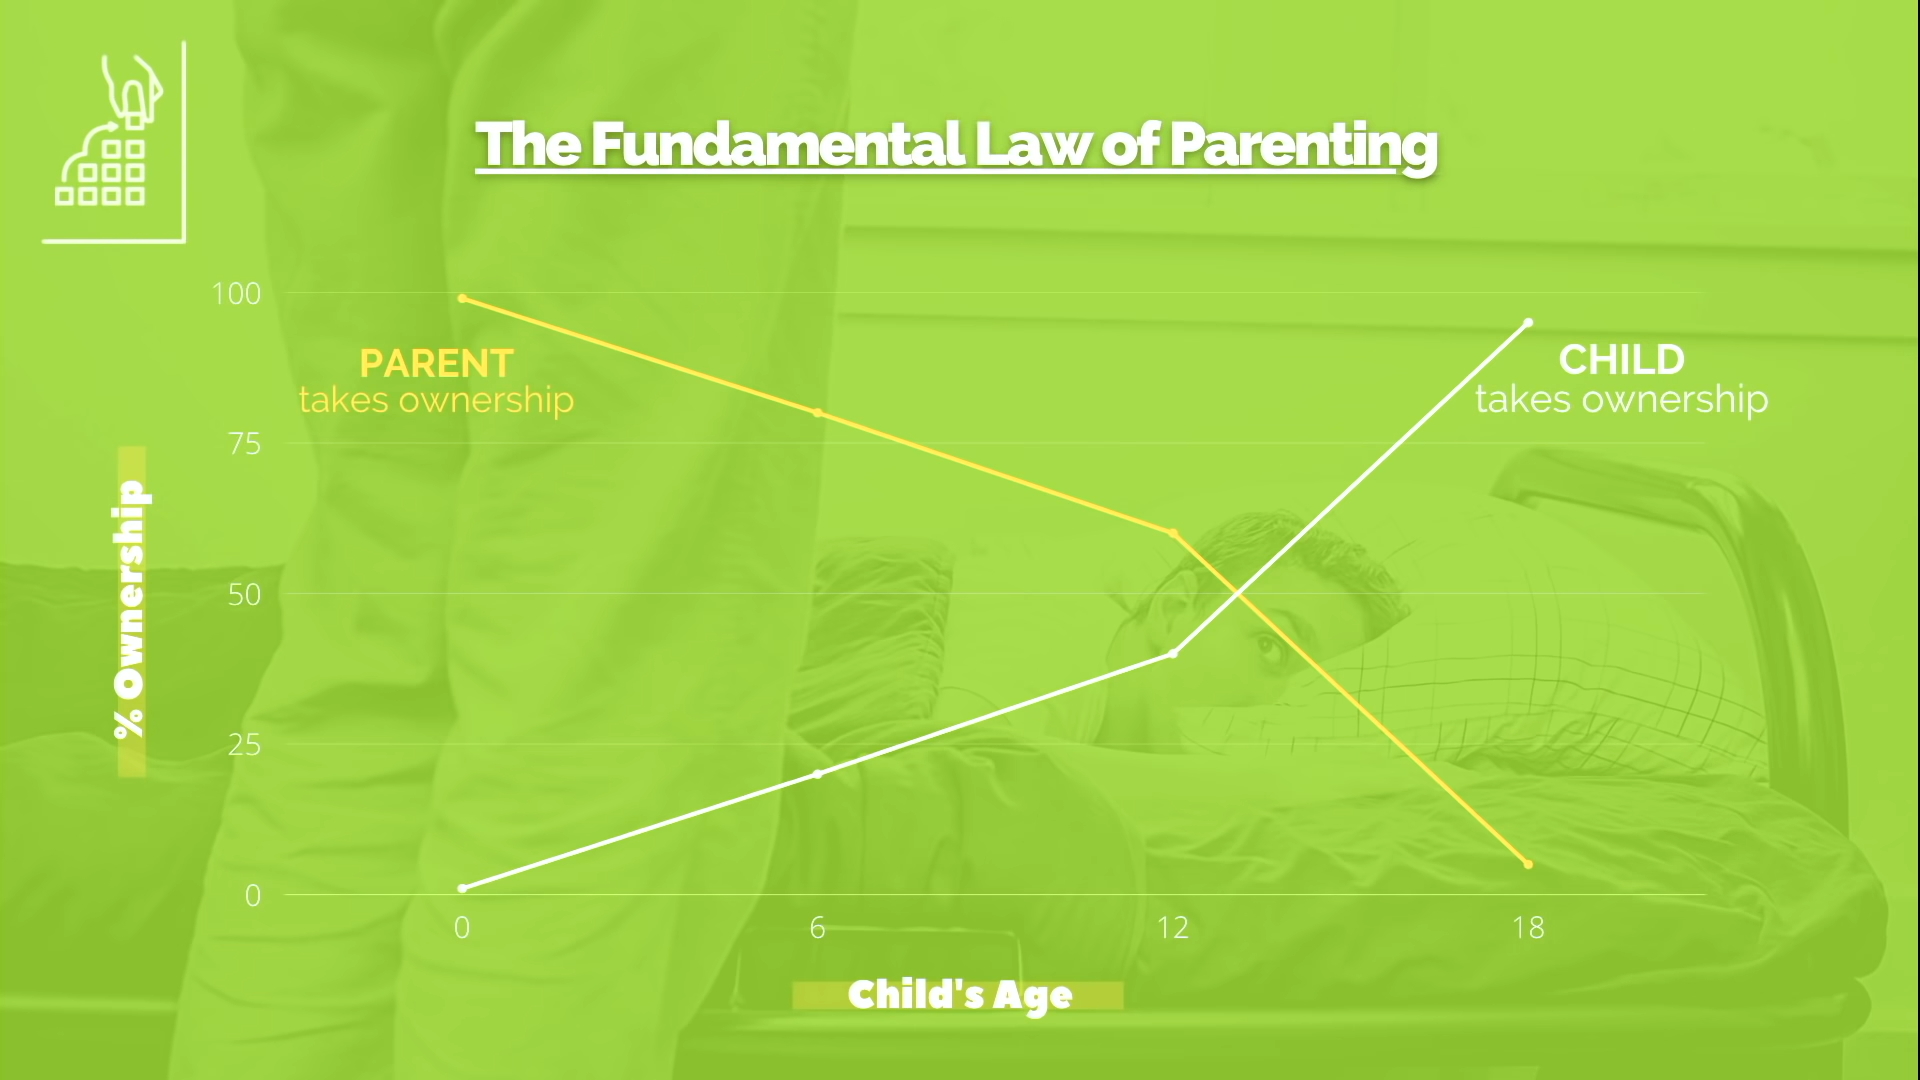 The Fundamental Law of Parenting
100
PARENT
takes ownership
CHILD
takes ownership
75
% Ownership
50
25
0
0
6
12
18
Child's Age